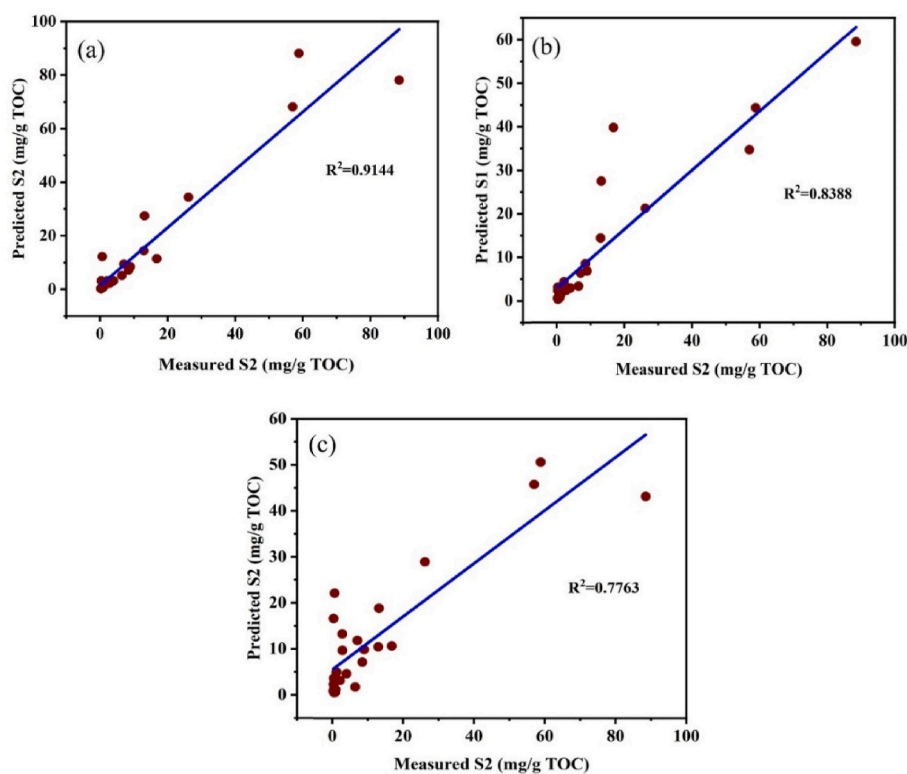 (a)
Predicted S2 (mg/g TOC)
100
80
60
40
20
0
R²=0.9144
0 20 40 60 80 100
Measured S2 (mg/g TOC)
(b)
Predicted S1 (mg/g TOC)
60
50
40
30
20
10
0
R²=0.8388
0 20 40 60 80 100
Measured S2 (mg/g TOC)
(c)
Predicted S2 (mg/g TOC)
60
50
40
30
20
10
0
R²=0.7763
0 20 40 60 80 100
Measured S2 (mg/g TOC)